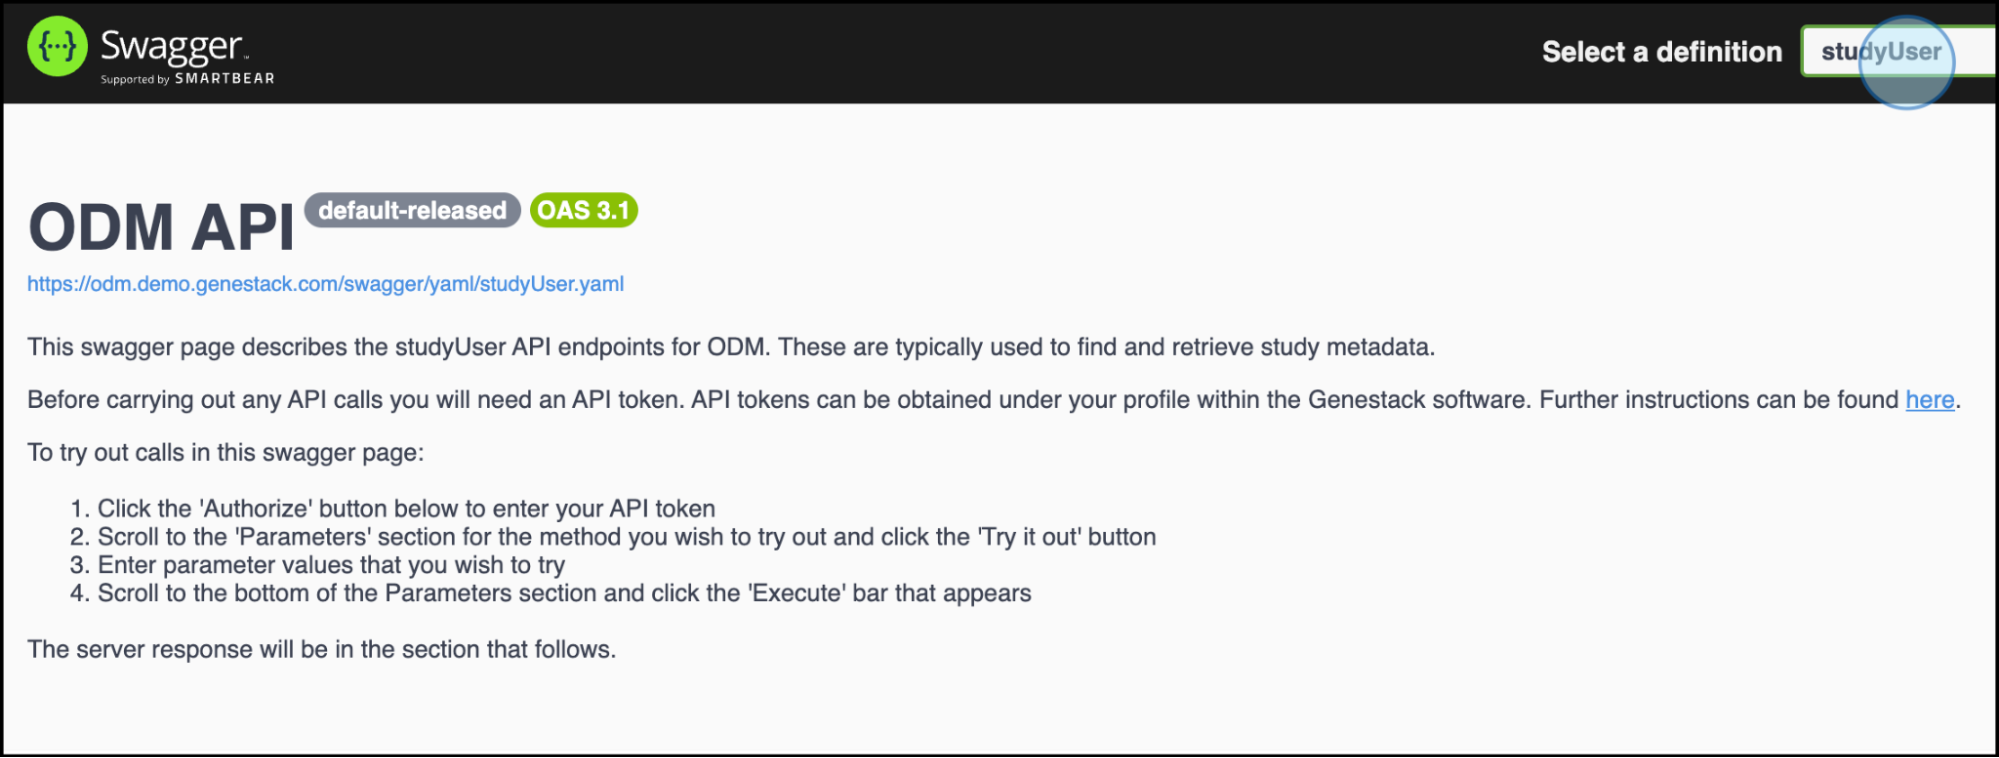 Swagger™
Supported by SMARTBEAR
Select a definition
studyUser
ODM API default-released OAS 3.1
https://odm.demo.genestack.com/swagger/yaml/studyUser.yaml
This swagger page describes the studyUser API endpoints for ODM. These are typically used to find and retrieve study metadata.
Before carrying out any API calls you will need an API token. API tokens can be obtained under your profile within the Genestack software. Further instructions can be found here.
To try out calls in this swagger page:
1. Click the 'Authorize' button below to enter your API token
2. Scroll to the 'Parameters' section for the method you wish to try out and click the 'Try it out' button
3. Enter parameter values that you wish to try
4. Scroll to the bottom of the Parameters section and click the 'Execute' bar that appears
The server response will be in the section that follows.